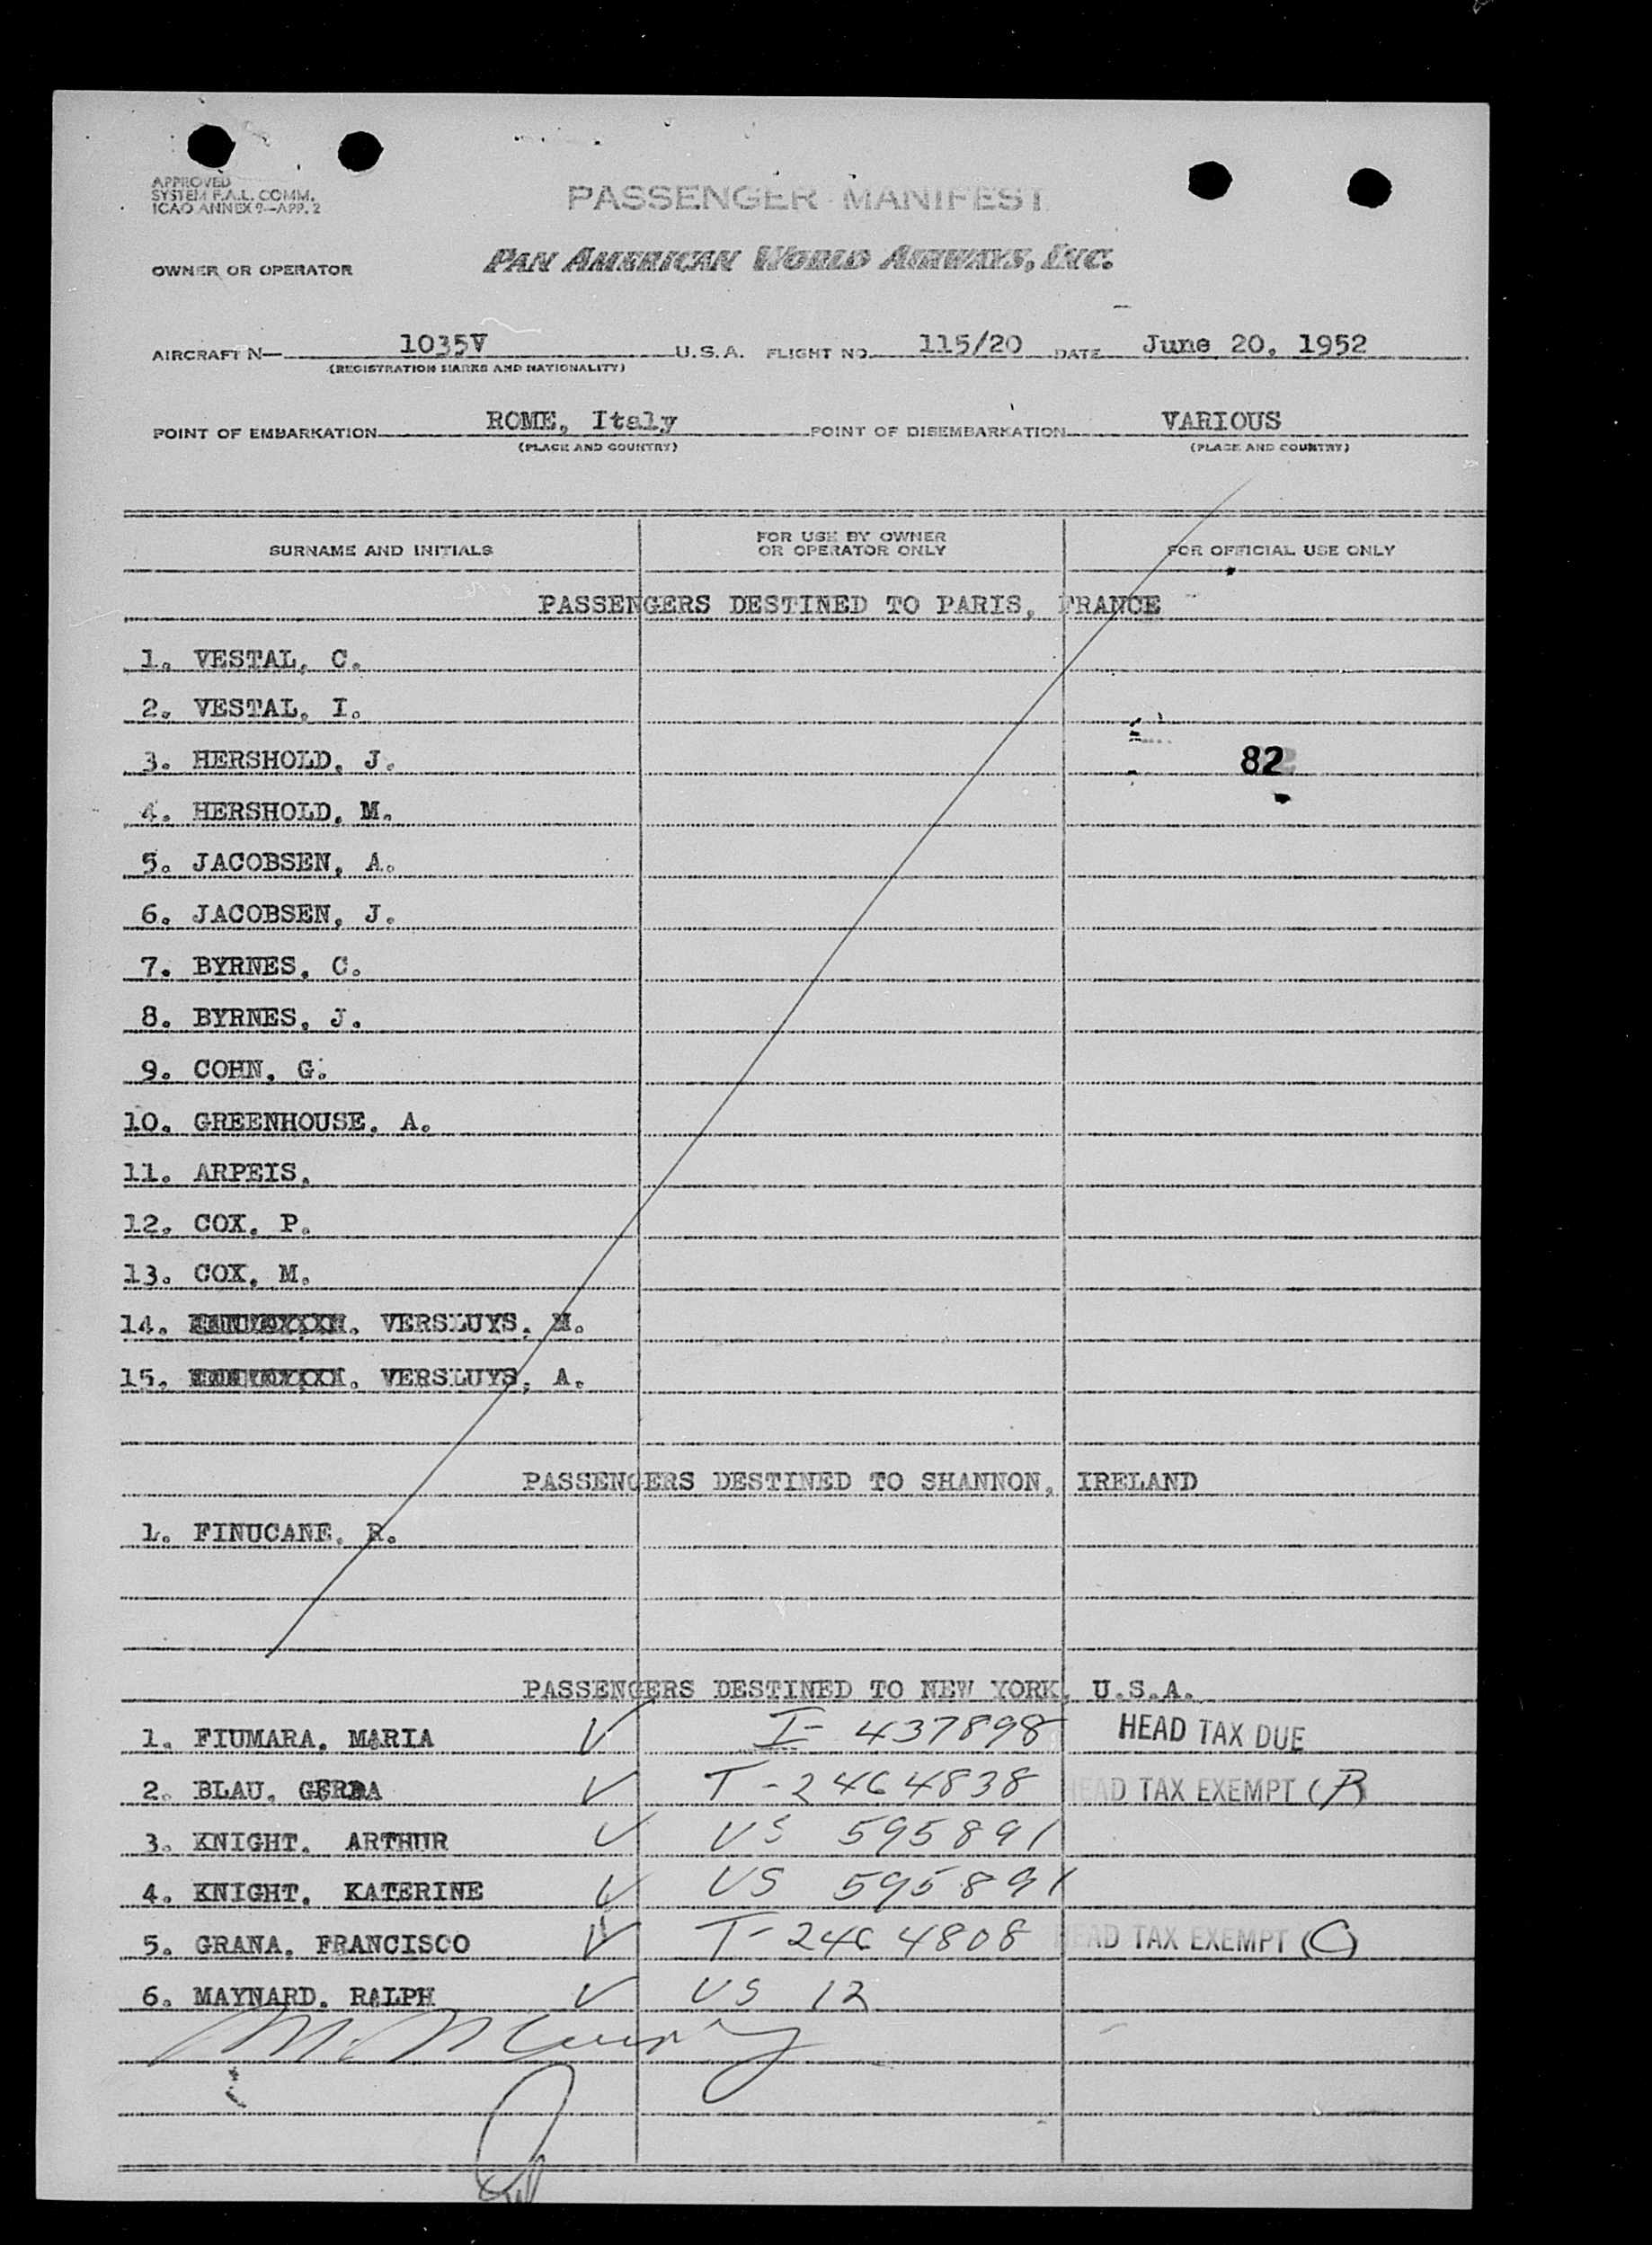 APPROVED
SYSTEM F.A.L. COMM.
ICAO ANNEX 9—APP. 2
PASSENGER MANIFEST
OWNER OR OPERATOR PAN AMERICAN WORLD AIRWAYS, INC.
AIRCRAFT N— 1035V U.S.A. FLIGHT NO. 115/20 DATE June 20, 1952
(REGISTRATION MARKS AND NATIONALITY)
POINT OF EMBARKATION ROME, Italy POINT OF DISEMBARKATION VARIOUS
(PLACE AND COUNTRY) (PLACE AND COUNTRY)
SURNAME AND INITIALS FOR USE BY OWNER OR OPERATOR ONLY FOR OFFICIAL USE ONLY
PASSENGERS DESTINED TO PARIS, FRANCE
1. VESTAL, C.
2. VESTAL, I.
3. HERSHOLD, J. 82
4. HERSHOLD, M.
5. JACOBSEN, A.
6. JACOBSEN, J.
7. BYRNES, C.
8. BYRNES, J.
9. COHN, G.
10. GREENHOUSE, A.
11. ARPEIS,
12. COX, P.
13. COX, M.
14. VERSLUYS, M.
15. VERSLUYS, A.
PASSENGERS DESTINED TO SHANNON, IRELAND
1. FINUCANE, R.
PASSENGERS DESTINED TO NEW YORK, U.S.A.
1. FIUMARA, MARIA ✓ I- 437898 HEAD TAX DUE
2. BLAU, GERDA ✓ T-2464838 HEAD TAX EXEMPT (P)
3. KNIGHT, ARTHUR ✓ VS 595891
4. KNIGHT, KATERINE ✓ VS 595891
5. GRANA, FRANCISCO ✓ T-2464808 HEAD TAX EXEMPT (C)
6. MAYNARD, RALPH ✓ US 12